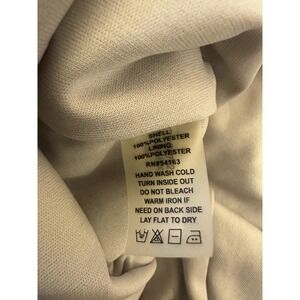 SHELL:
100%POLYESTER
LINING:
100%POLYESTER
RN#54163
HAND WASH COLD
TURN INSIDE OUT
DO NOT BLEACH
WARM IRON IF
NEED ON BACK SIDE
LAY FLAT TO DRY